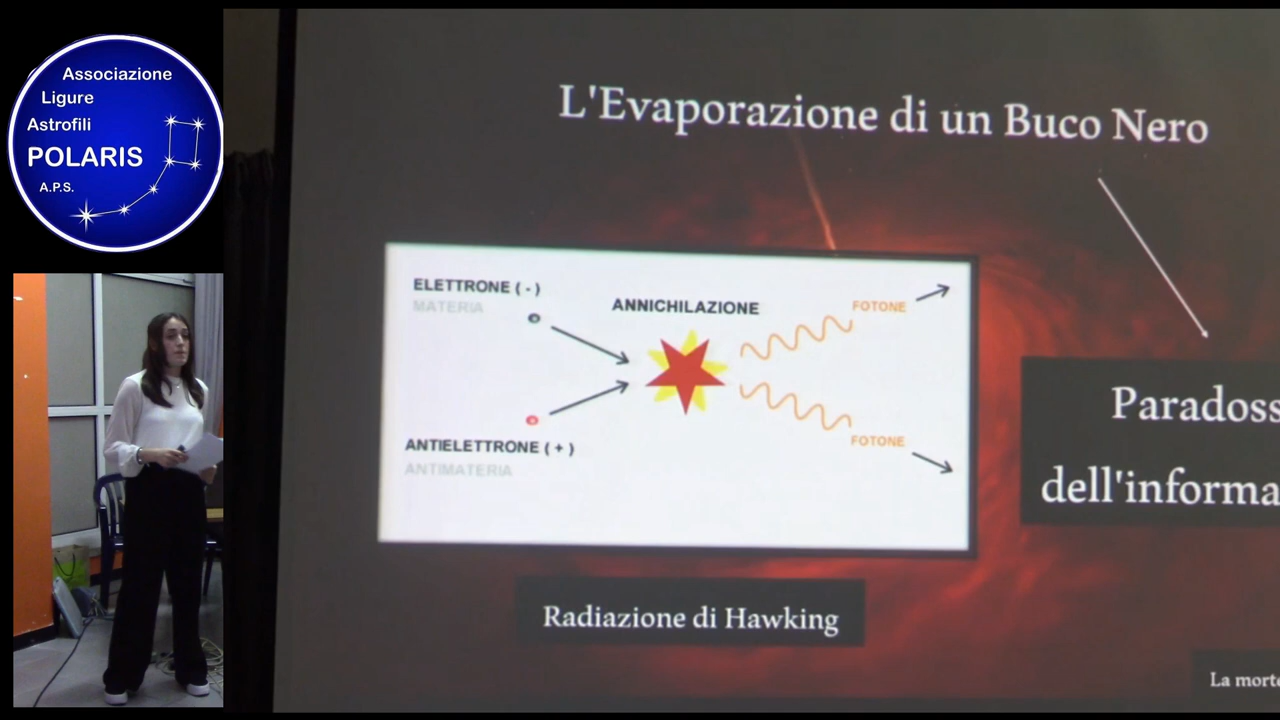 Associazione
Ligure
Astrofili
POLARIS
A.P.S.
L'Evaporazione di un Buco Nero
ELETTRONE ( - )
MATERIA
ANNICHILAZIONE
FOTONE
FOTONE
ANTIELETTRONE ( + )
ANTIMATERIA
Paradoss
dell'informa
Radiazione di Hawking
La morte